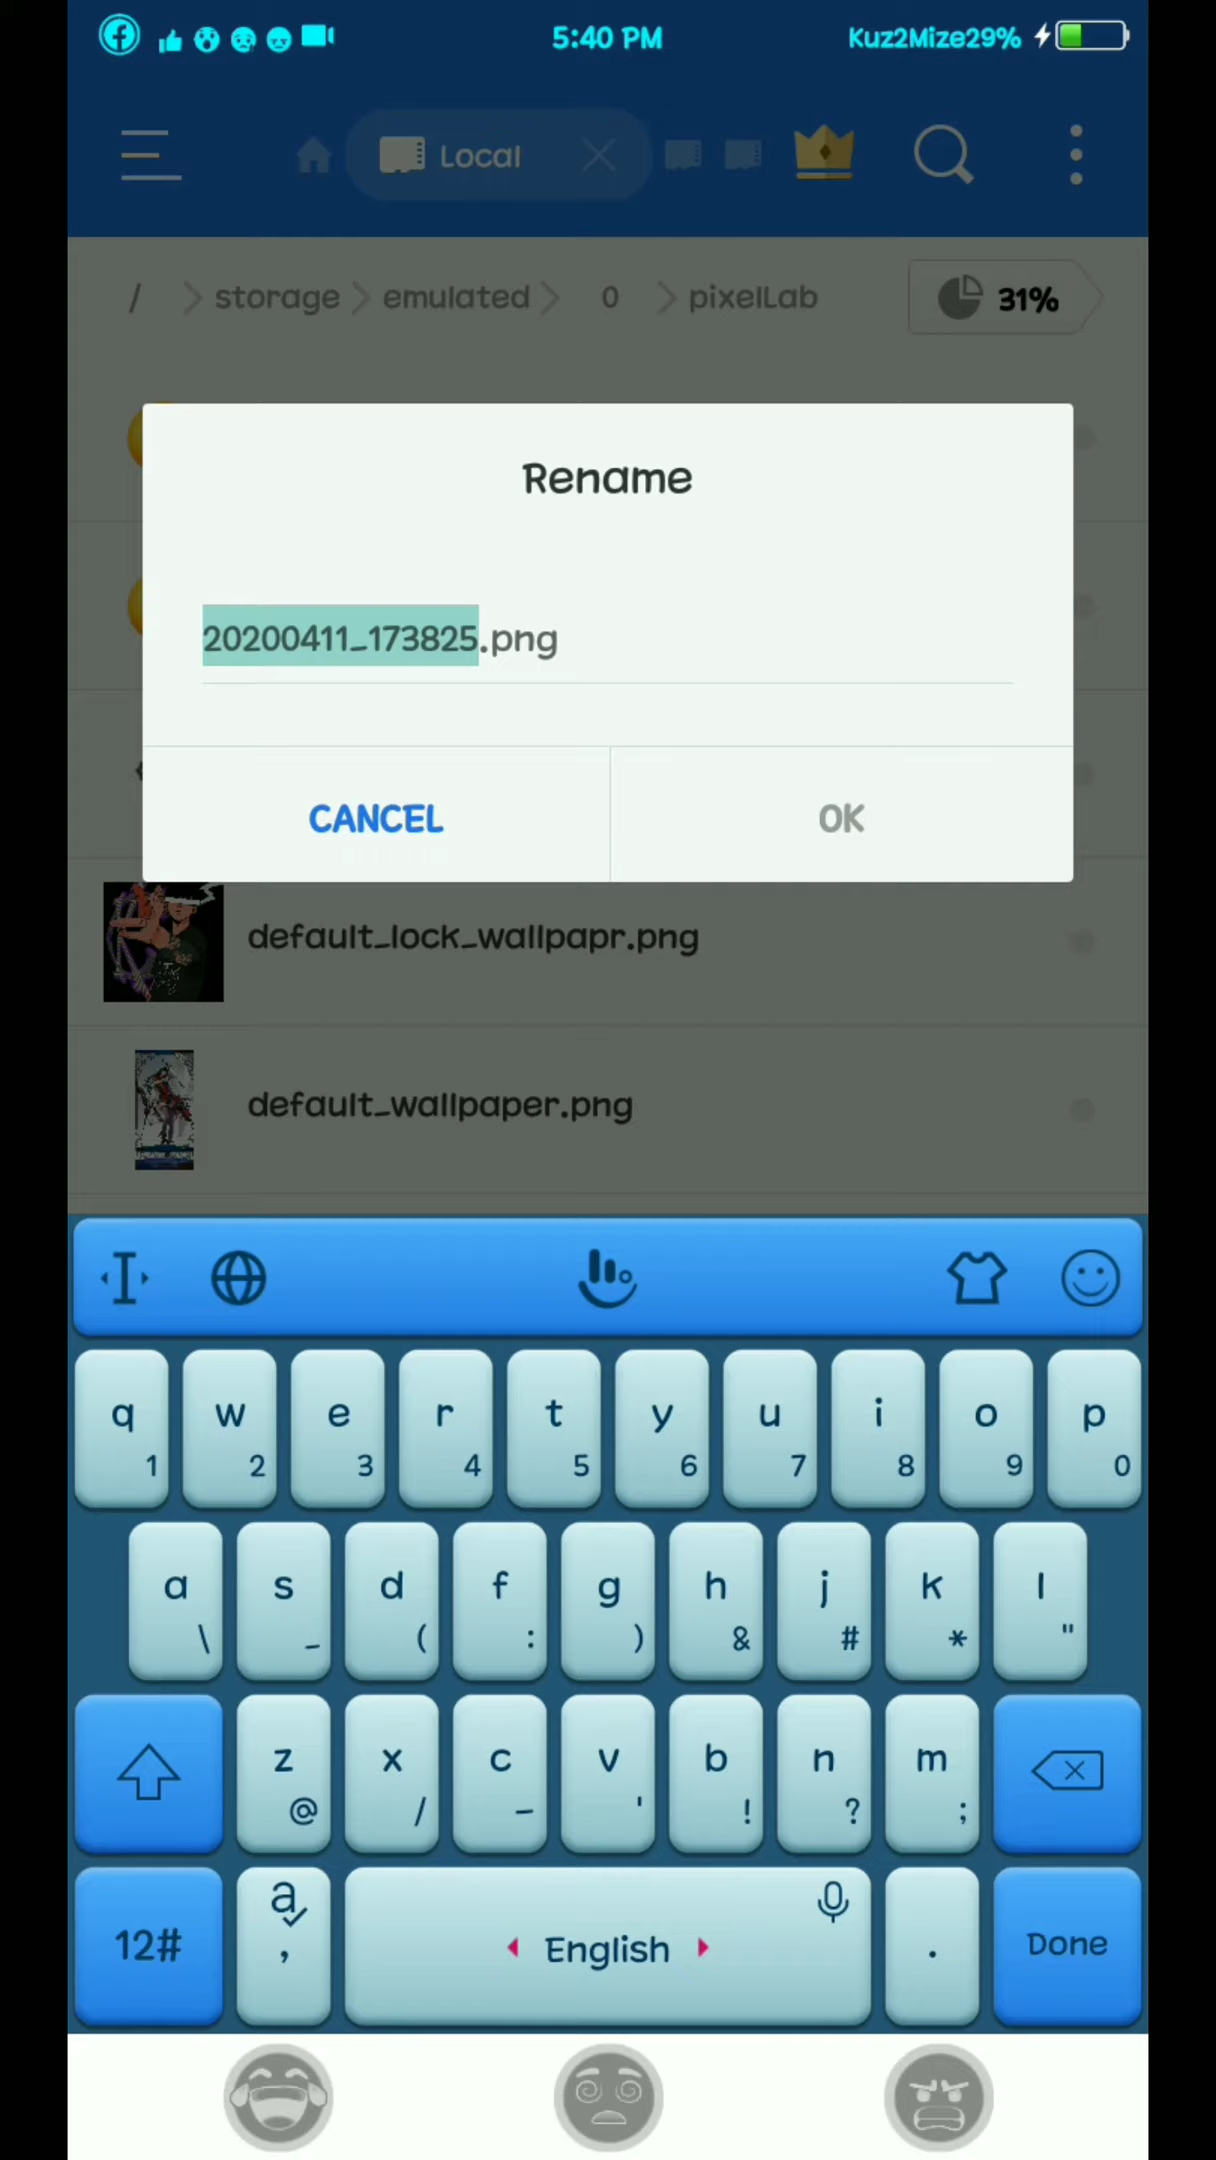 5:40 PM Kuz2Mize29%
Local
/ storage emulated 0 pixelLab 31%
Rename
20200411_173825.png
CANCEL OK
default_lock_wallpapr.png
default_wallpaper.png
q w e r t y u i o p
1 2 3 4 5 6 7 8 9 0
a s d f g h j k l
\ _ ( : ) & # * "
z x c v b n m
@ / - ' ! ? ;
12# a , English . Done